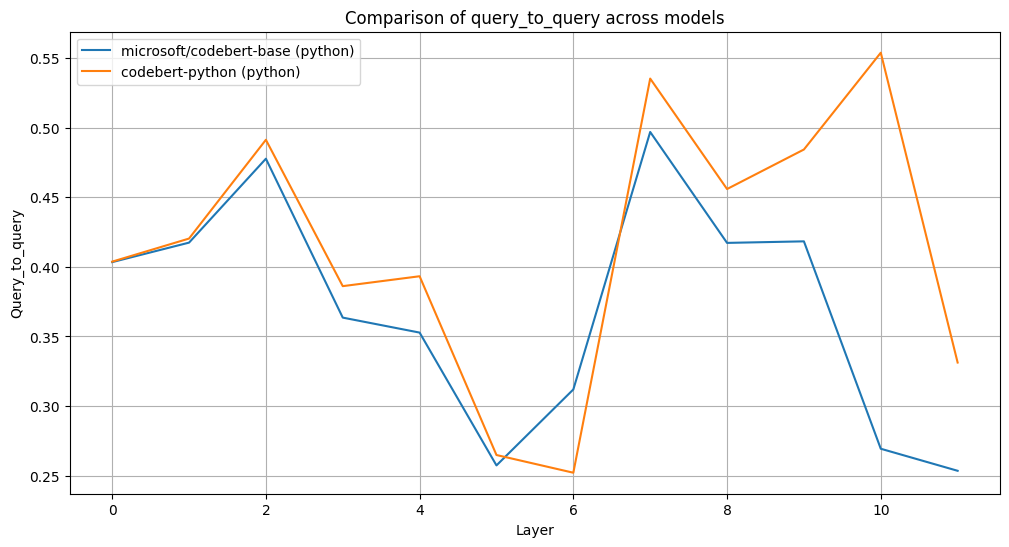 Comparison of query_to_query across models
microsoft/codebert-base (python)
codebert-python (python)
Query_to_query
0.55
0.50
0.45
0.40
0.35
0.30
0.25
0 2 4 6 8 10
Layer